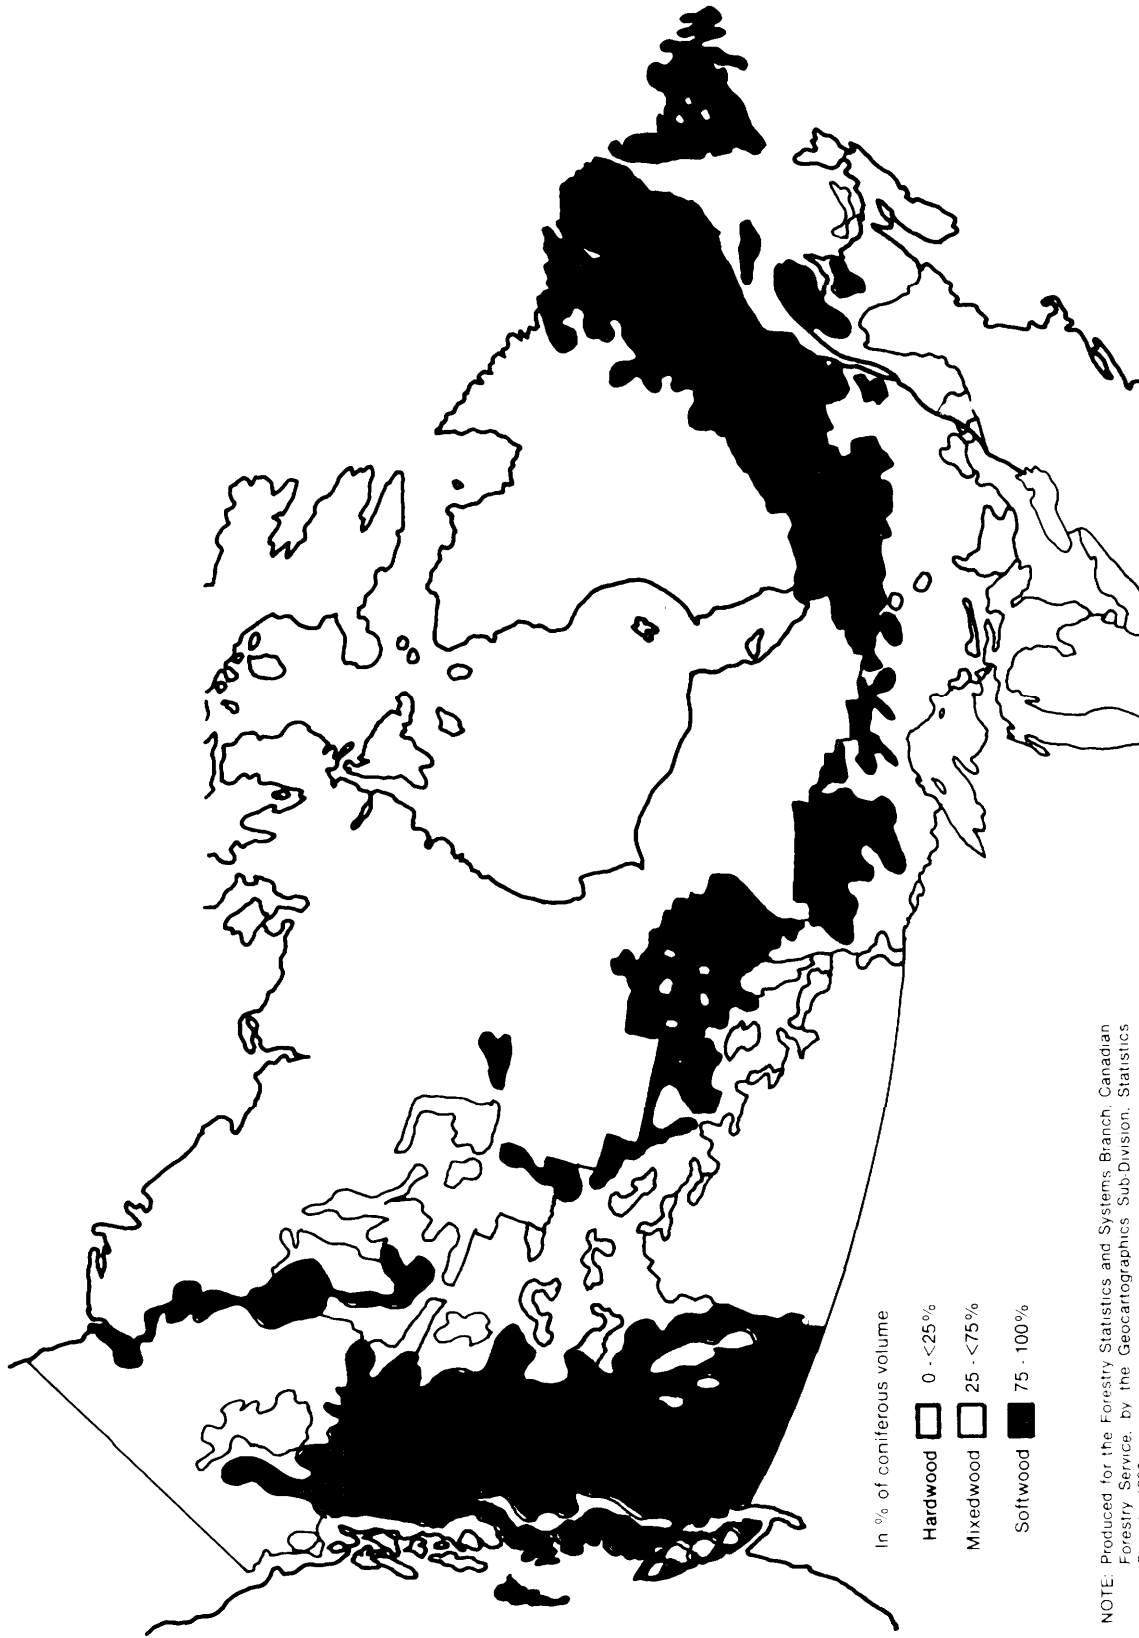 In % of coniferous volume
Hardwood 0 - <25%
Mixedwood 25 - <75%
Softwood 75 - 100%
NOTE: Produced for the Forestry Statistics and Systems Branch, Canadian
Forestry Service, by the Geocartographics Sub-Division, Statistics